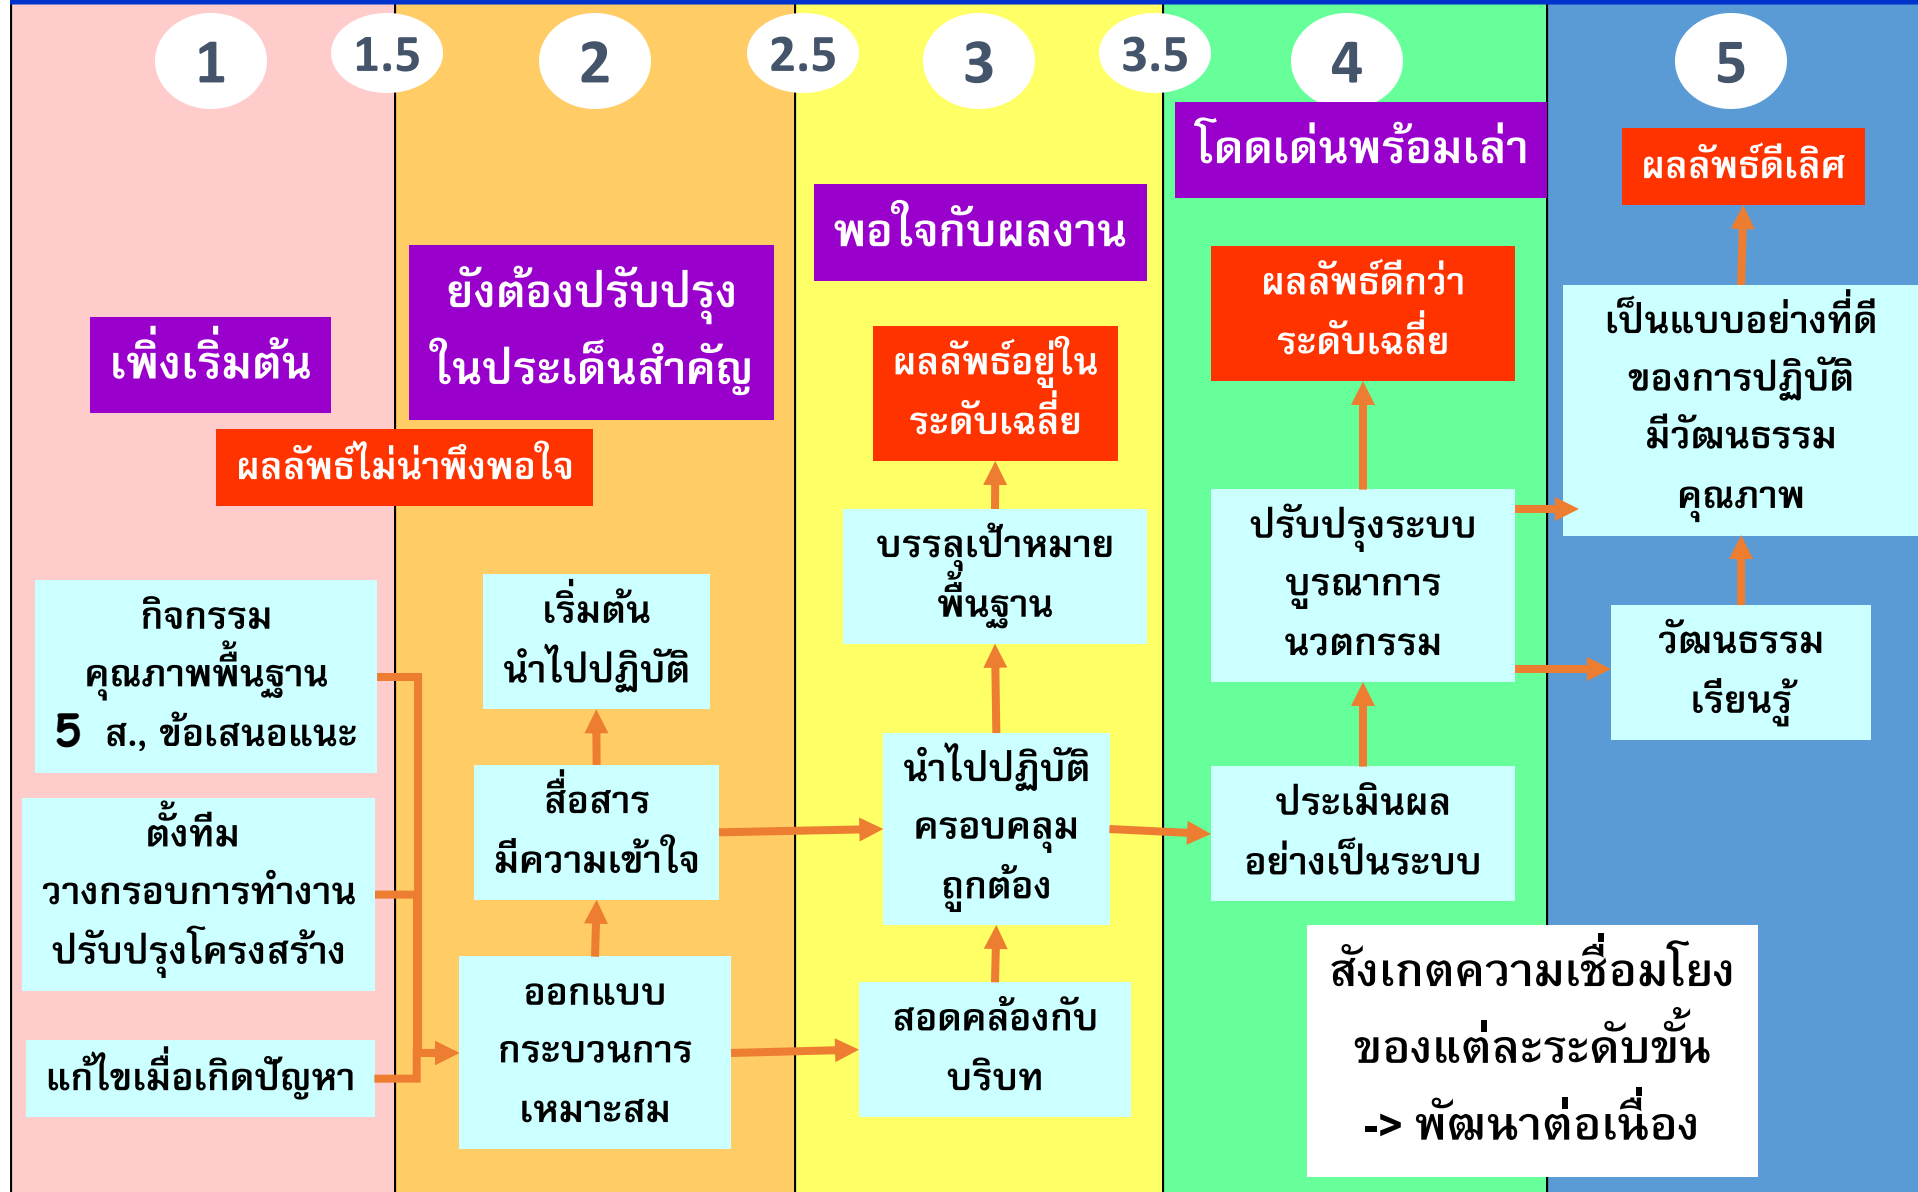 1
1.5
2
2.5
3
3.5
4
5
เพิ่งเริ่มต้น
ผลลัพธ์ไม่น่าพึงพอใจ
กิจกรรม
คุณภาพพื้นฐาน
5 ส., ข้อเสนอแนะ
ตั้งทีม
วางกรอบการทำงาน
ปรับปรุงโครงสร้าง
แก้ไขเมื่อเกิดปัญหา
ยังต้องปรับปรุง
ในประเด็นสำคัญ
เริ่มต้น
นำไปปฏิบัติ
สื่อสาร
มีความเข้าใจ
ออกแบบ
กระบวนการ
เหมาะสม
พอใจกับผลงาน
ผลลัพธ์อยู่ใน
ระดับเฉลี่ย
บรรลุเป้าหมาย
พื้นฐาน
นำไปปฏิบัติ
ครอบคลุม
ถูกต้อง
สอดคล้องกับ
บริบท
โดดเด่นพร้อมเล่า
ผลลัพธ์ดีกว่า
ระดับเฉลี่ย
ปรับปรุงระบบ
บูรณาการ
นวตกรรม
ประเมินผล
อย่างเป็นระบบ
ผลลัพธ์ดีเลิศ
เป็นแบบอย่างที่ดี
ของการปฏิบัติ
มีวัฒนธรรม
คุณภาพ
วัฒนธรรม
เรียนรู้
สังเกตความเชื่อมโยง
ของแต่ละระดับขั้น
-> พัฒนาต่อเนื่อง